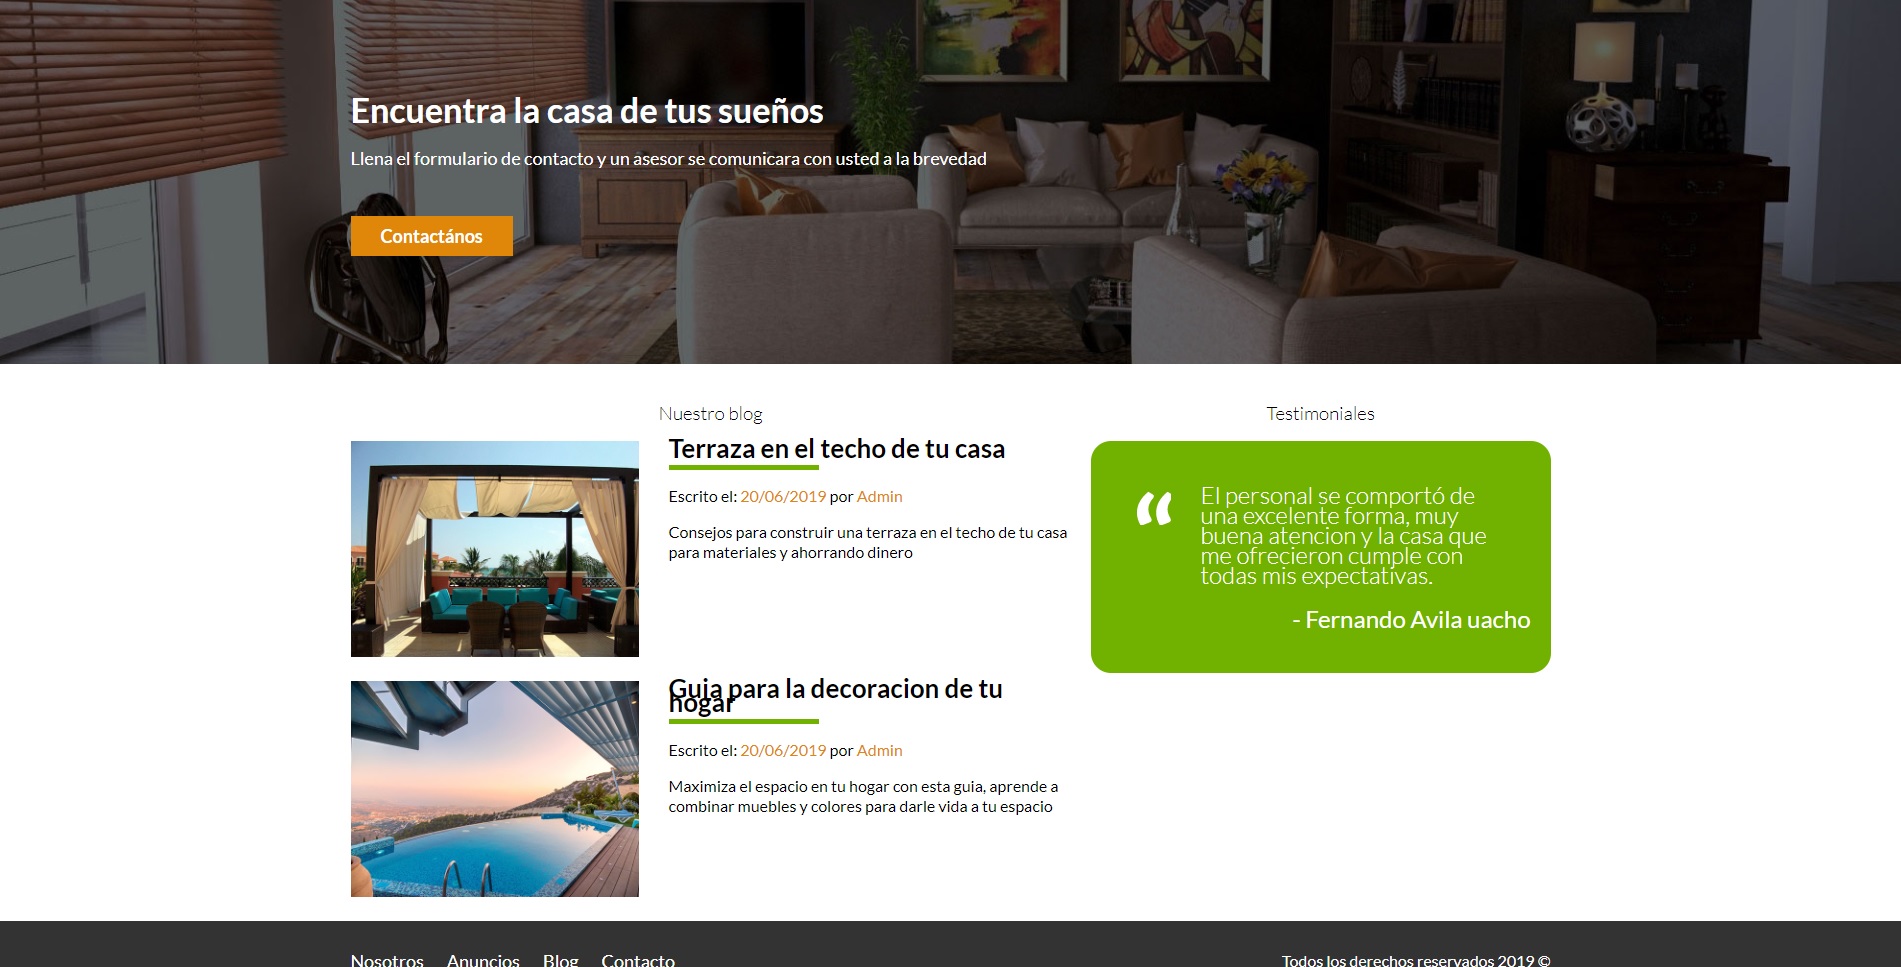 Encuentra la casa de tus sueños
Llena el formulario de contacto y un asesor se comunicara con usted a la brevedad
Contactános
Nuestro blog
Terraza en el techo de tu casa
Escrito el: 20/06/2019 por Admin
Consejos para construir una terraza en el techo de tu casa
para materiales y ahorrando dinero
Guia para la decoracion de tu
hogar
Escrito el: 20/06/2019 por Admin
Maximiza el espacio en tu hogar con esta guia, aprende a
combinar muebles y colores para darle vida a tu espacio
Testimoniales
“ El personal se comportó de
una excelente forma, muy
buena atencion y la casa que
me ofrecieron cumple con
todas mis expectativas.
- Fernando Avila uacho
Nosotros Anuncios Blog Contacto
Todos los derechos reservados 2019 ©